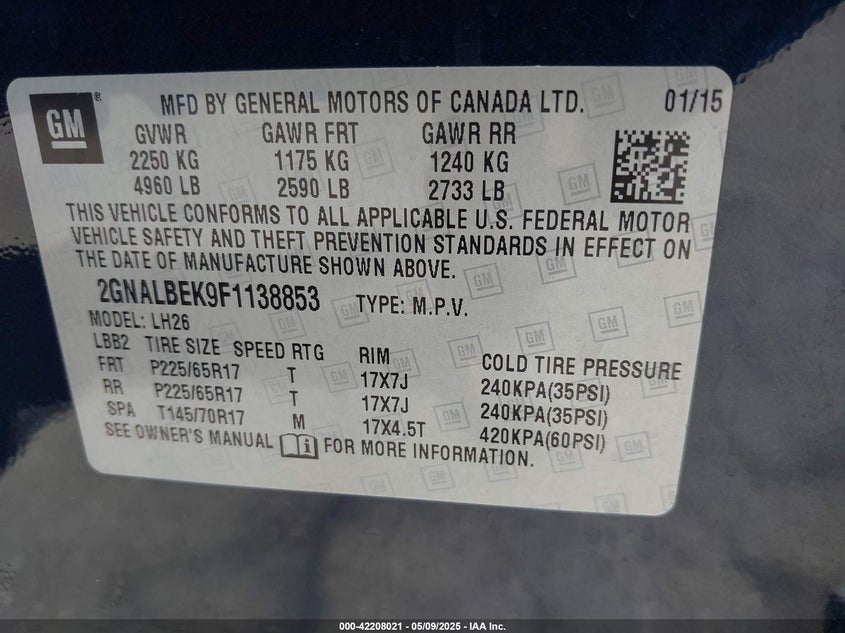 GM ® MFD BY GENERAL MOTORS OF CANADA LTD. 01/15
GVWR GAWR FRT GAWR RR
2250 KG 1175 KG 1240 KG
4960 LB 2590 LB 2733 LB
THIS VEHICLE CONFORMS TO ALL APPLICABLE U.S. FEDERAL MOTOR
VEHICLE SAFETY AND THEFT PREVENTION STANDARDS IN EFFECT ON
THE DATE OF MANUFACTURE SHOWN ABOVE.
2GNALBEK9F1138853 TYPE: M.P.V.
MODEL: LH26
LBB2 TIRE SIZE SPEED RTG RIM COLD TIRE PRESSURE
FRT P225/65R17 T 17X7J 240KPA(35PSI)
RR P225/65R17 T 17X7J 240KPA(35PSI)
SPA T145/70R17 M 17X4.5T 420KPA(60PSI)
SEE OWNER'S MANUAL FOR MORE INFORMATION.
000-42208021 - 05/09/2025 - IAA Inc.